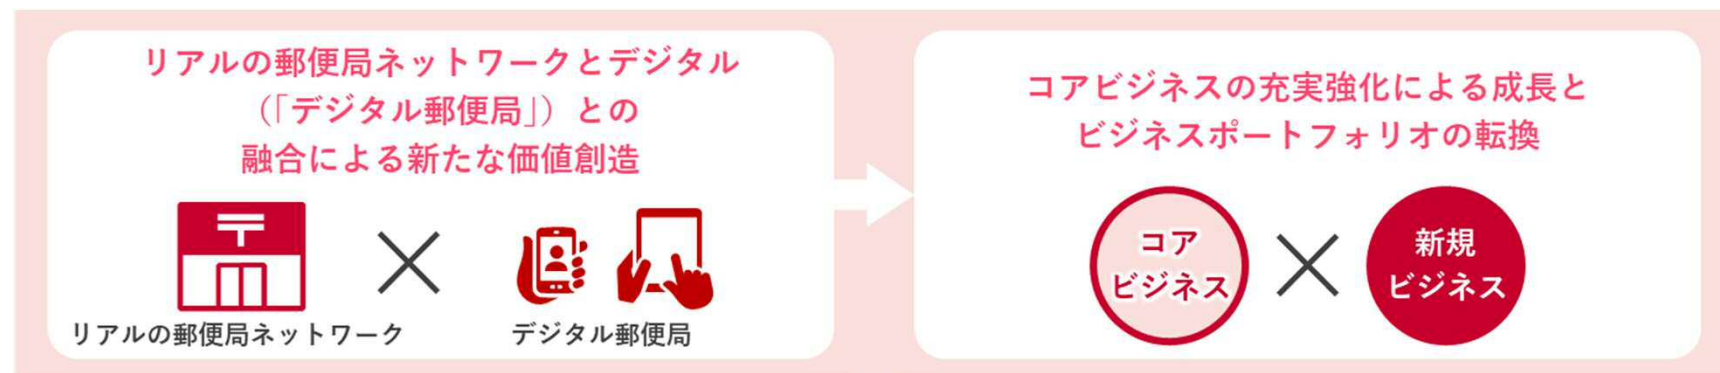 リアルの郵便局ネットワークとデジタル
（「デジタル郵便局」）との
融合による新たな価値創造
〒
リアルの郵便局ネットワーク
デジタル郵便局
コアビジネスの充実強化による成長と
ビジネスポートフォリオの転換
コア
ビジネス
新規
ビジネス